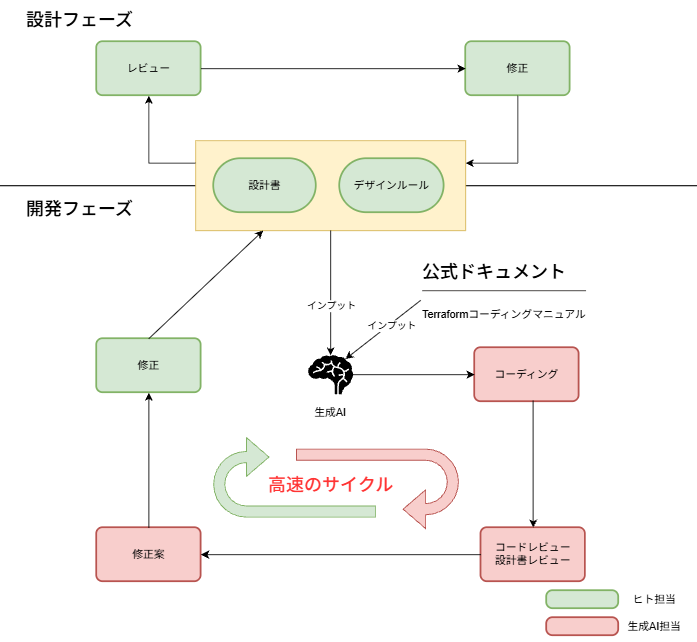 設計フェーズ
レビュー
修正
設計書
デザインルール
開発フェーズ
公式ドキュメント
インプット
Terraformコーディングマニュアル
インプット
修正
コーディング
生成AI
高速のサイクル
修正案
コードレビュー
設計書レビュー
ヒト担当
生成AI担当